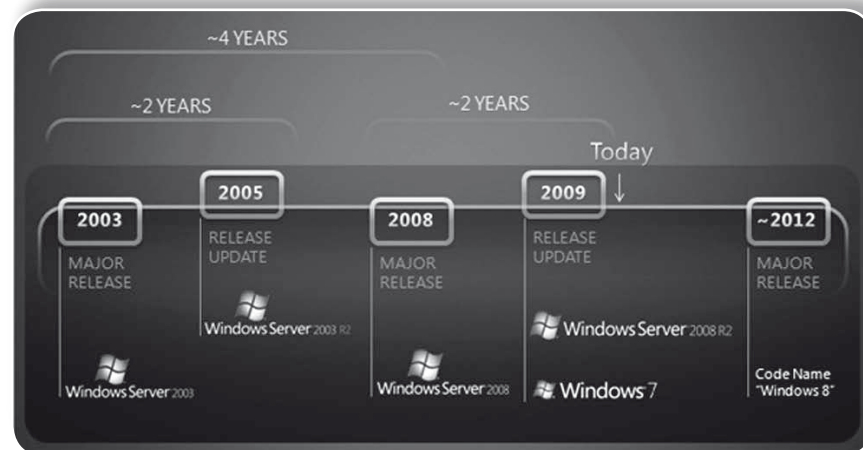 ~4 YEARS
~2 YEARS
~2 YEARS
Today
2003
MAJOR
RELEASE
Windows Server 2003
2005
RELEASE
UPDATE
Windows Server 2003 R2
2008
MAJOR
RELEASE
Windows Server 2008
2009
RELEASE
UPDATE
Windows Server 2008 R2
Windows 7
~2012
MAJOR
RELEASE
Code Name
"Windows 8"